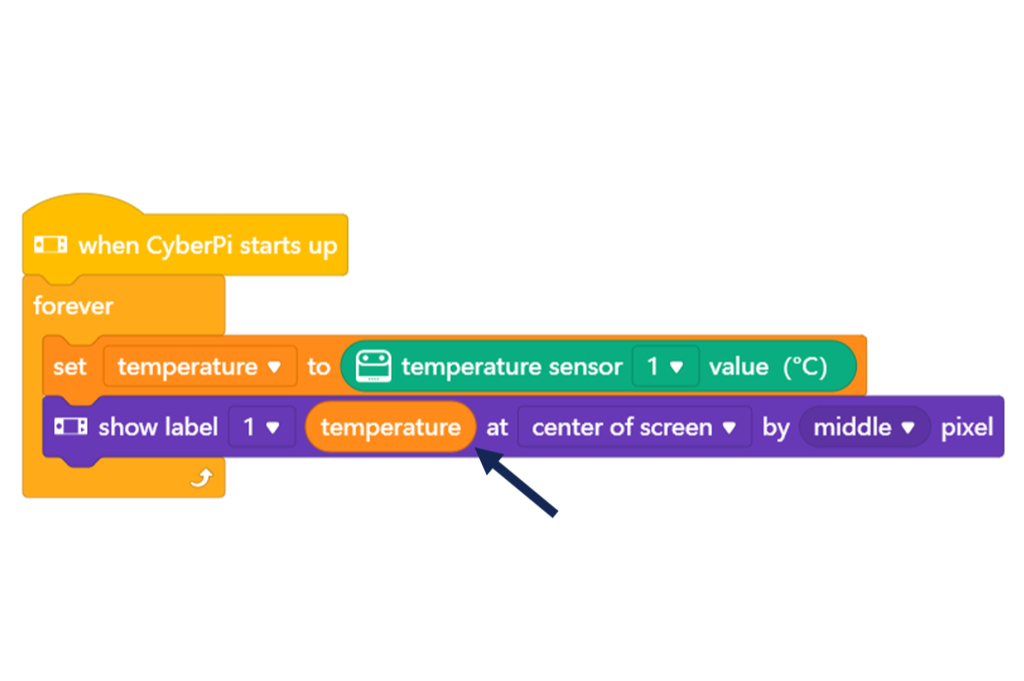 when CyberPi starts up
forever
set temperature to temperature sensor 1 value (°C)
show label 1 temperature at center of screen by middle pixel